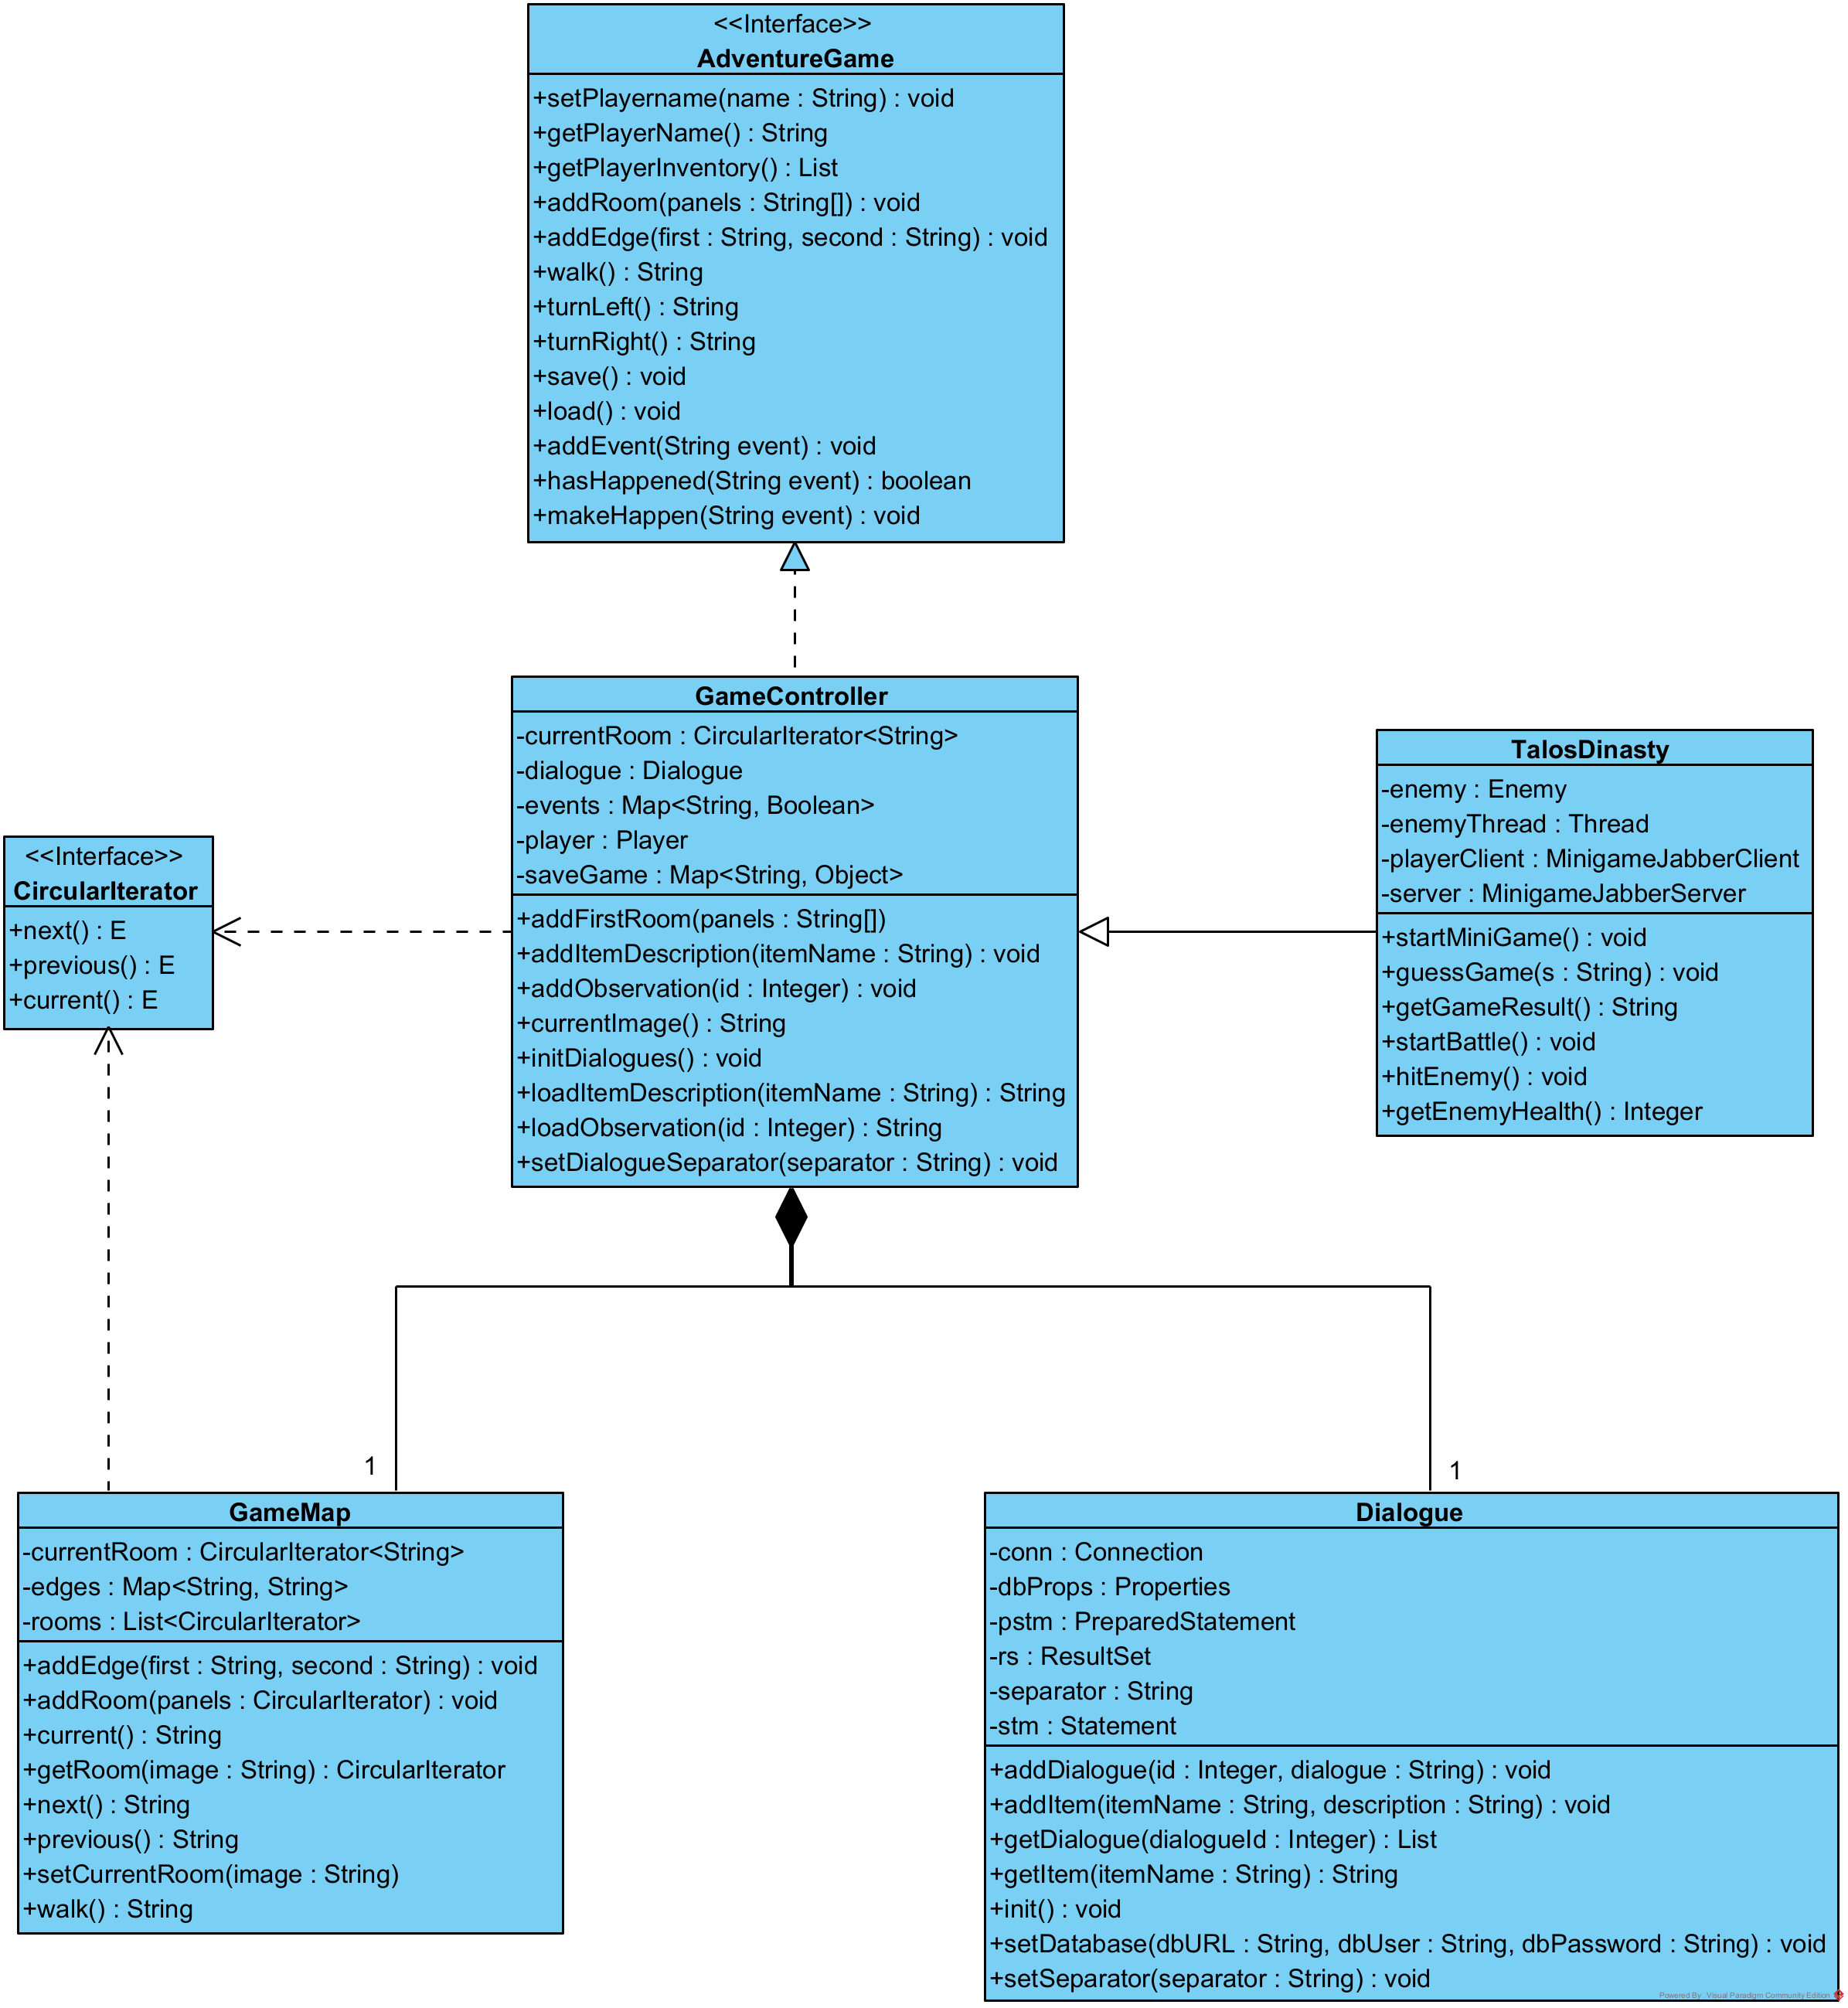 <<Interface>>
AdventureGame
+setPlayername(name : String) : void
+getPlayerName() : String
+getPlayerInventory() : List
+addRoom(panels : String[]) : void
+addEdge(first : String, second : String) : void
+walk() : String
+turnLeft() : String
+turnRight() : String
+save() : void
+load() : void
+addEvent(String event) : void
+hasHappened(String event) : boolean
+makeHappen(String event) : void
GameController
-currentRoom : CircularIterator<String>
-dialogue : Dialogue
-events : Map<String, Boolean>
-player : Player
-saveGame : Map<String, Object>
+addFirstRoom(panels : String[])
+addItemDescription(itemName : String) : void
+addObservation(id : Integer) : void
+currentImage() : String
+initDialogues() : void
+loadItemDescription(itemName : String) : String
+loadObservation(id : Integer) : String
+setDialogueSeparator(separator : String) : void
TalosDinasty
-enemy : Enemy
-enemyThread : Thread
-playerClient : MinigameJabberClient
-server : MinigameJabberServer
+startMiniGame() : void
+guessGame(s : String) : void
+getGameResult() : String
+startBattle() : void
+hitEnemy() : void
+getEnemyHealth() : Integer
<<Interface>>
CircularIterator
+next() : E
+previous() : E
+current() : E
1
1
GameMap
-currentRoom : CircularIterator<String>
-edges : Map<String, String>
-rooms : List<CircularIterator>
+addEdge(first : String, second : String) : void
+addRoom(panels : CircularIterator) : void
+current() : String
+getRoom(image : String) : CircularIterator
+next() : String
+previous() : String
+setCurrentRoom(image : String)
+walk() : String
Dialogue
-conn : Connection
-dbProps : Properties
-pstm : PreparedStatement
-rs : ResultSet
-separator : String
-stm : Statement
+addDialogue(id : Integer, dialogue : String) : void
+addItem(itemName : String, description : String) : void
+getDialogue(dialogueId : Integer) : List
+getItem(itemName : String) : String
+init() : void
+setDatabase(dbURL : String, dbUser : String, dbPassword : String) : void
+setSeparator(separator : String) : void
Powered By Visual Paradigm Community Edition